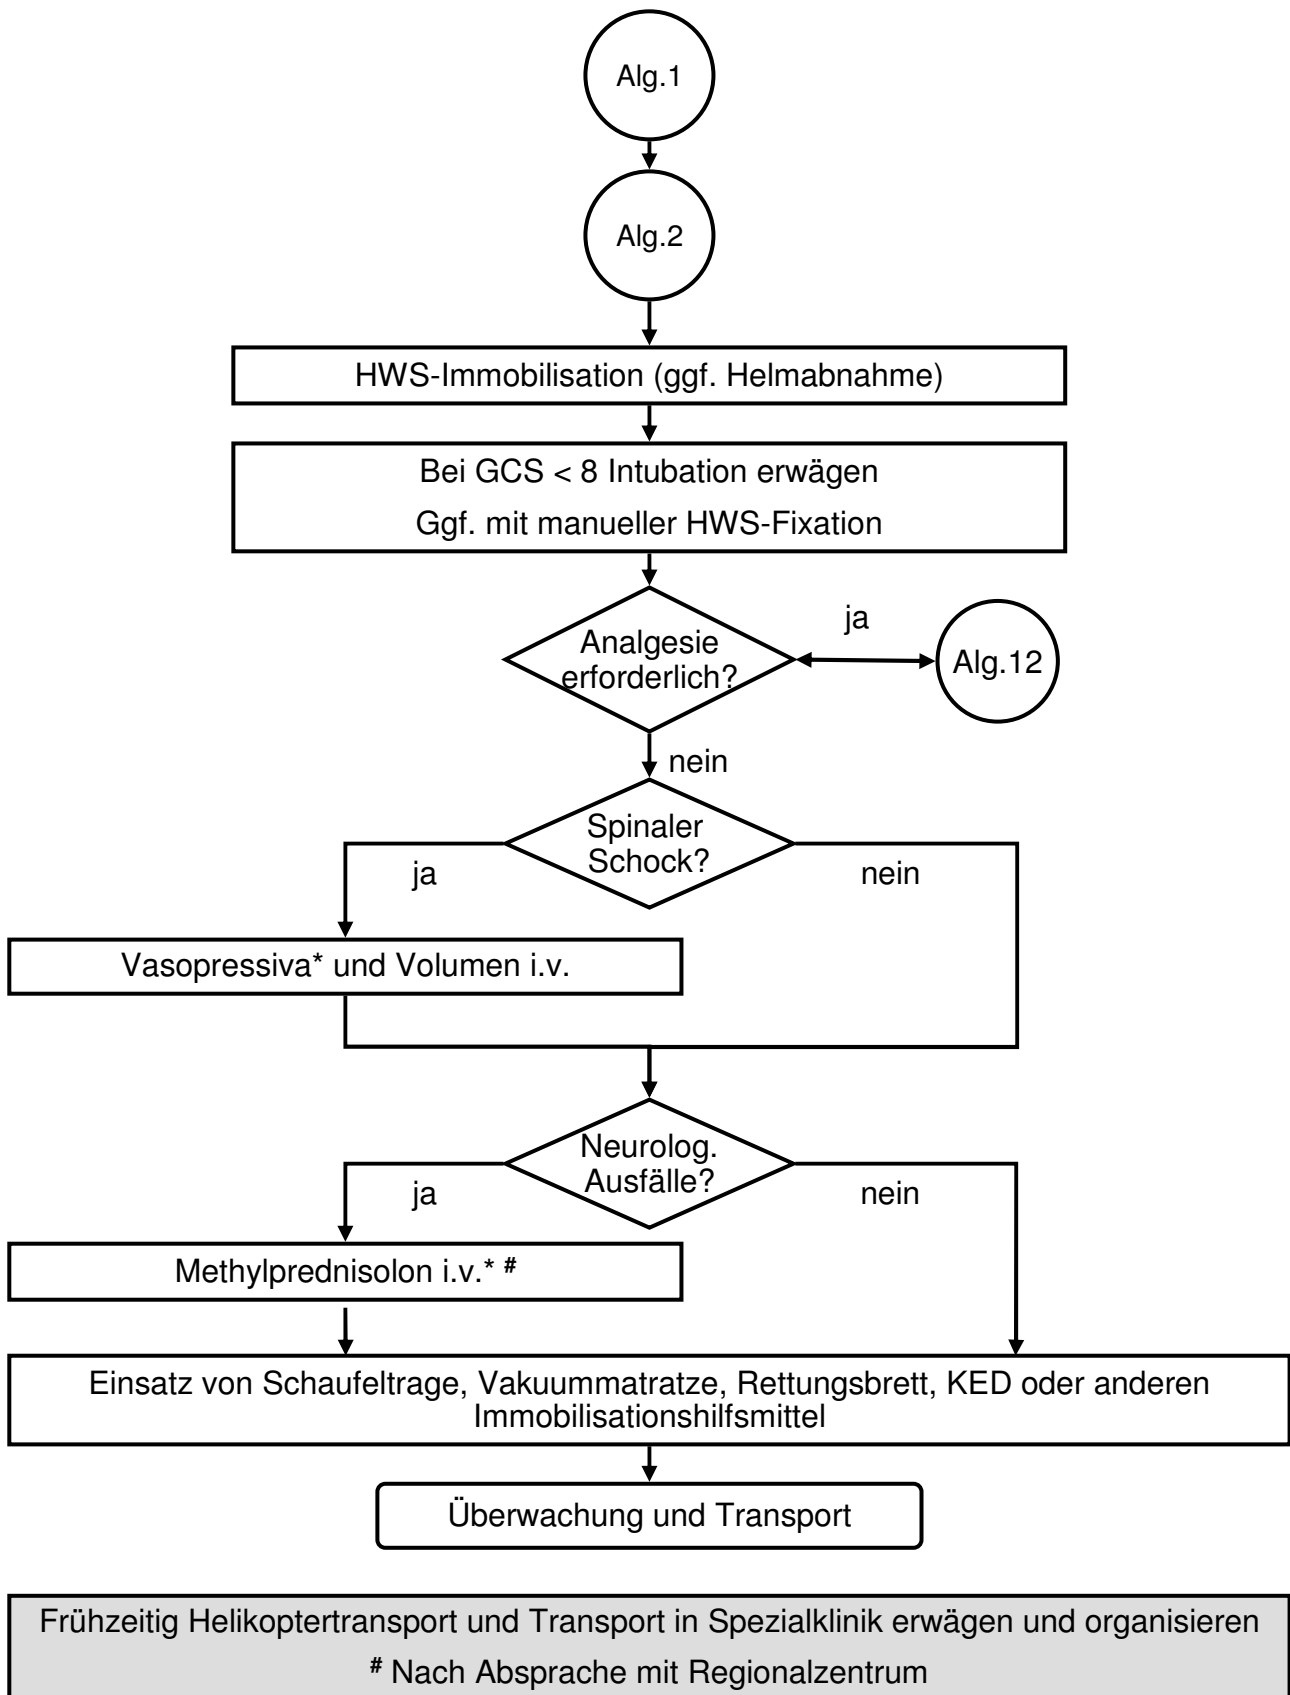 Alg.1
Alg.2
HWS-Immobilisation (ggf. Helmabnahme)
Bei GCS < 8 Intubation erwägen
Ggf. mit manueller HWS-Fixation
Analgesie
erforderlich?
ja
Alg.12
nein
Spinaler
Schock?
ja
nein
Vasopressiva* und Volumen i.v.
Neurolog.
Ausfälle?
ja
nein
Methylprednisolon i.v.* #
Einsatz von Schaufeltrage, Vakuummatratze, Rettungsbrett, KED oder anderen
Immobilisationshilfsmittel
Überwachung und Transport
Frühzeitig Helikoptertransport und Transport in Spezialklinik erwägen und organisieren
# Nach Absprache mit Regionalzentrum